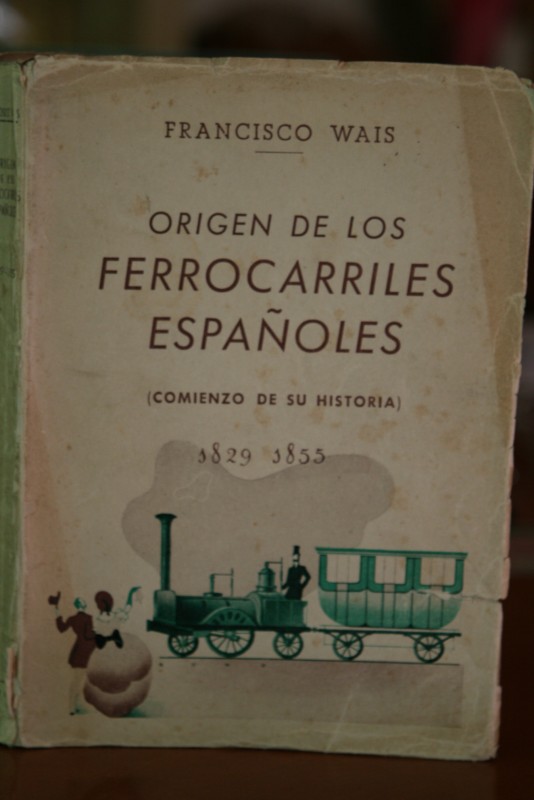 FRANCISCO WAIS
ORIGEN DE LOS
FERROCARRILES
ESPAÑOLES
(COMIENZO DE SU HISTORIA)
1829 1855